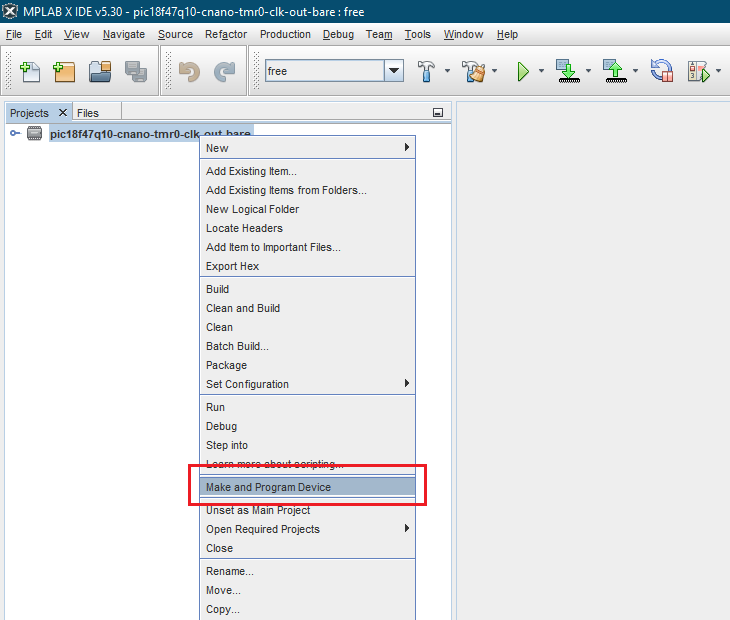 MPLAB X IDE v5.30 - pic18f47q10-cnano-tmr0-clk-out-bare : free
File Edit View Navigate Source Refactor Production Debug Team Tools Window Help
free
Projects Files
pic18f47q10-cnano-tmr0-clk-out-bare
New
Add Existing Item...
Add Existing Items from Folders...
New Logical Folder
Locate Headers
Add Item to Important Files...
Export Hex
Build
Clean and Build
Clean
Batch Build...
Package
Set Configuration
Run
Debug
Step into
Learn more about scripting...
Make and Program Device
Unset as Main Project
Open Required Projects
Close
Rename...
Move...
Copy...